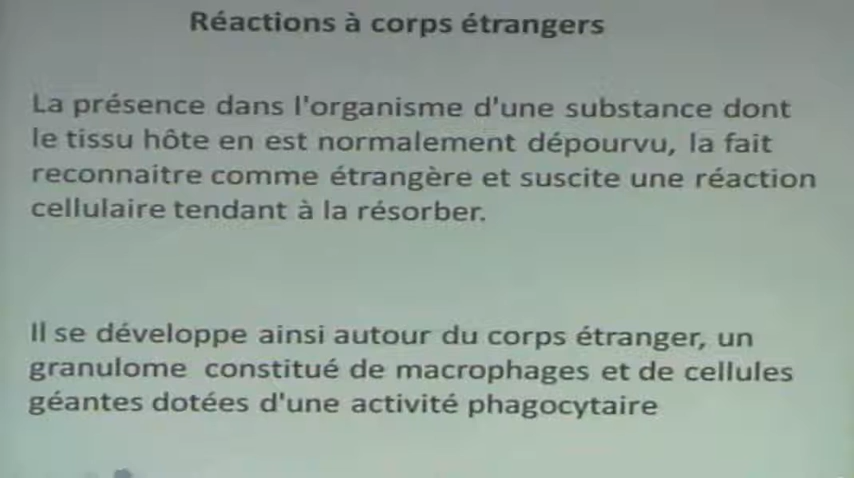 Réactions à corps étrangers
La présence dans l'organisme d'une substance dont
le tissu hôte en est normalement dépourvu, la fait
reconnaitre comme étrangère et suscite une réaction
cellulaire tendant à la résorber.
Il se développe ainsi autour du corps étranger, un
granulome constitué de macrophages et de cellules
géantes dotées d'une activité phagocytaire